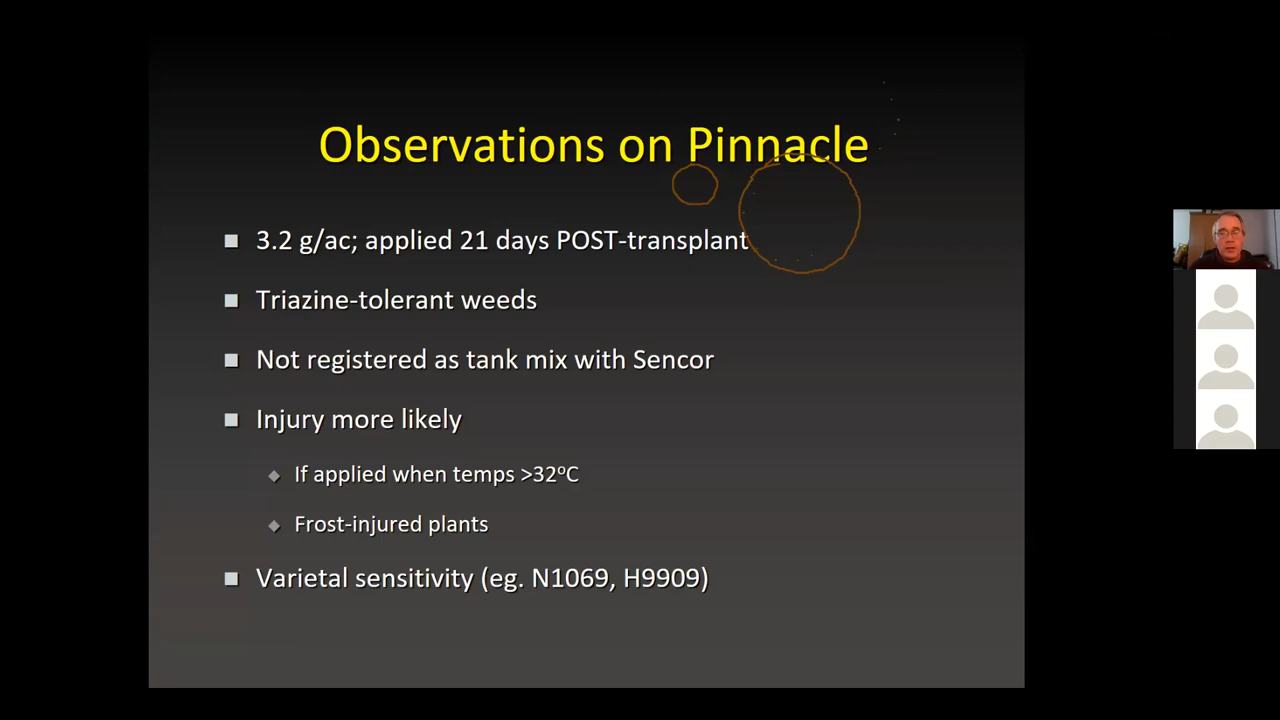 Observations on Pinnacle
3.2 g/ac; applied 21 days POST-transplant
Triazine-tolerant weeds
Not registered as tank mix with Sencor
Injury more likely
If applied when temps >32ºC
Frost-injured plants
Varietal sensitivity (eg. N1069, H9909)